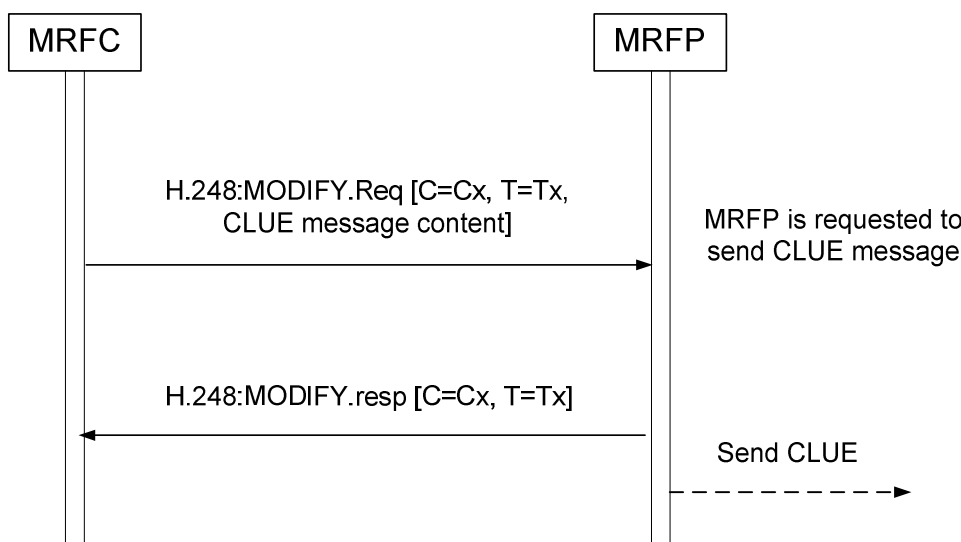 MRFC
MRFP
H.248:MODIFY.Req [C=Cx, T=Tx,
CLUE message content]
MRFP is requested to
send CLUE message
H.248:MODIFY.resp [C=Cx, T=Tx]
Send CLUE